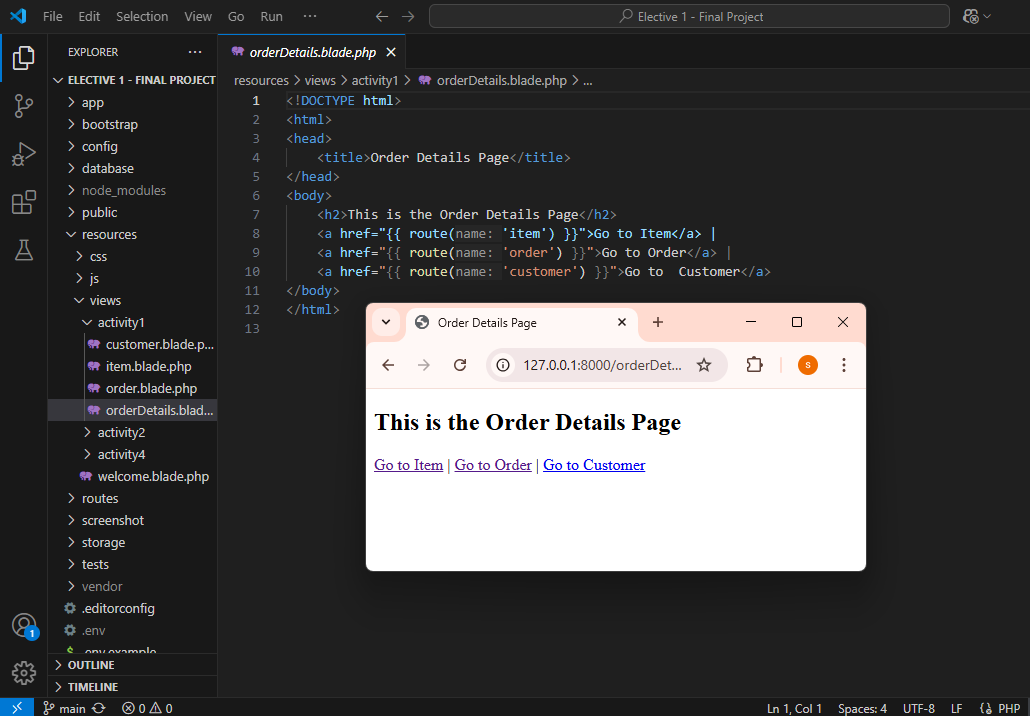 File Edit Selection View Go Run ··· Elective 1 - Final Project
EXPLORER ···
ELECTIVE 1 - FINAL PROJECT
app
bootstrap
config
database
node_modules
public
resources
css
js
views
activity1
customer.blade.p...
item.blade.php
order.blade.php
orderDetails.blad...
activity2
activity4
welcome.blade.php
routes
screenshot
storage
tests
vendor
.editorconfig
.env
.env.example
OUTLINE
TIMELINE
orderDetails.blade.php
resources > views > activity1 > orderDetails.blade.php > ...
1 <!DOCTYPE html>
2 <html>
3 <head>
4 <title>Order Details Page</title>
5 </head>
6 <body>
7 <h2>This is the Order Details Page</h2>
8 <a href="{{ route(name: 'item') }}">Go to Item</a> |
9 <a href="{{ route(name: 'order') }}">Go to Order</a> |
10 <a href="{{ route(name: 'customer') }}">Go to  Customer</a>
11 </body>
12 </html>
13
Order Details Page
127.0.0.1:8000/orderDet...
S
This is the Order Details Page
Go to Item | Go to Order | Go to Customer
1
main 0 0 Ln 1, Col 1 Spaces: 4 UTF-8 LF PHP